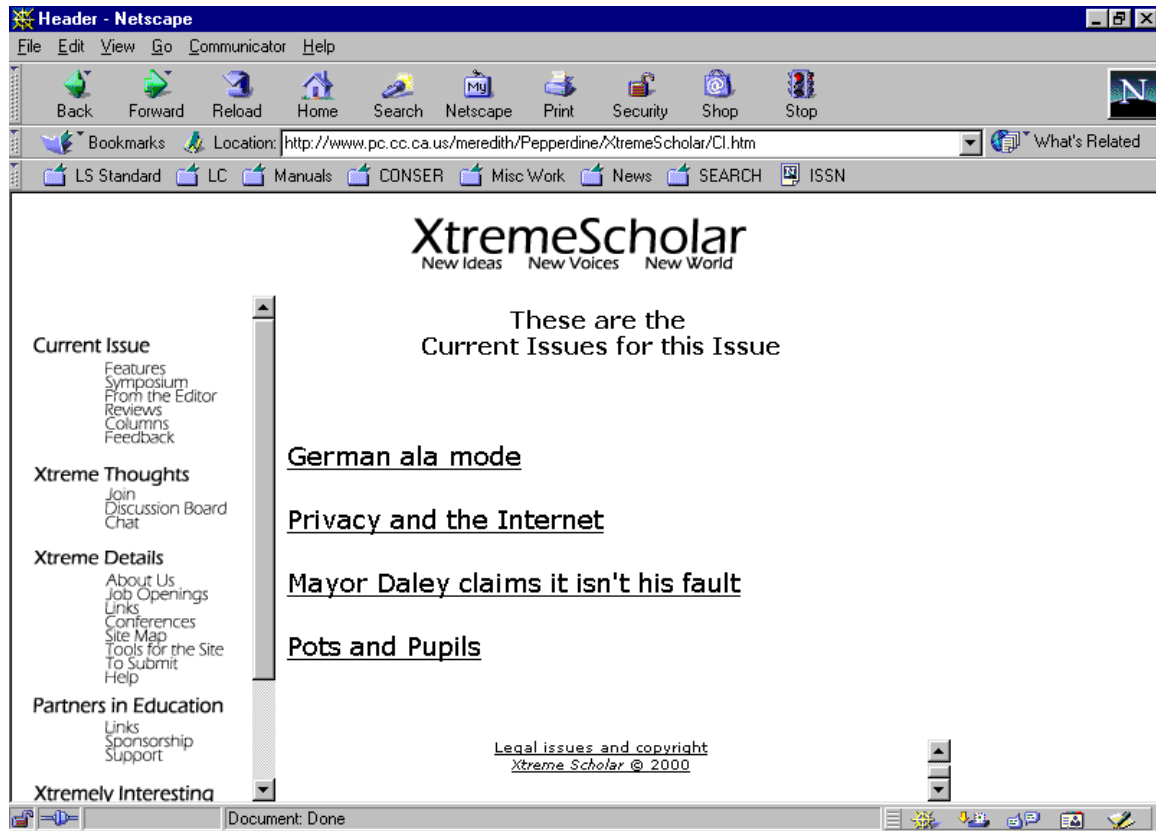 Header - Netscape
File Edit View Go Communicator Help
My
Back Forward Reload Home Search Netscape Print Security Shop Stop
N
Bookmarks Location: http://www.pc.cc.ca.us/meredith/Pepperdine/XtremeScholar/CI.htm What's Related
LS Standard LC Manuals CONSER Misc Work News SEARCH ISSN
XtremeScholar
New Ideas New Voices New World
These are the
Current Issues for this Issue
Current Issue
Features
Symposium
From the Editor
Reviews
Columns
Feedback
Xtreme Thoughts
Join
Discussion Board
Chat
Xtreme Details
About Us
Job Openings
Links
Conferences
Site Map
Tools for the Site
To Submit
Help
Partners in Education
Links
Sponsorship
Support
Xtremely Interesting
German ala mode
Privacy and the Internet
Mayor Daley claims it isn't his fault
Pots and Pupils
Legal issues and copyright
Xtreme Scholar © 2000
Document: Done